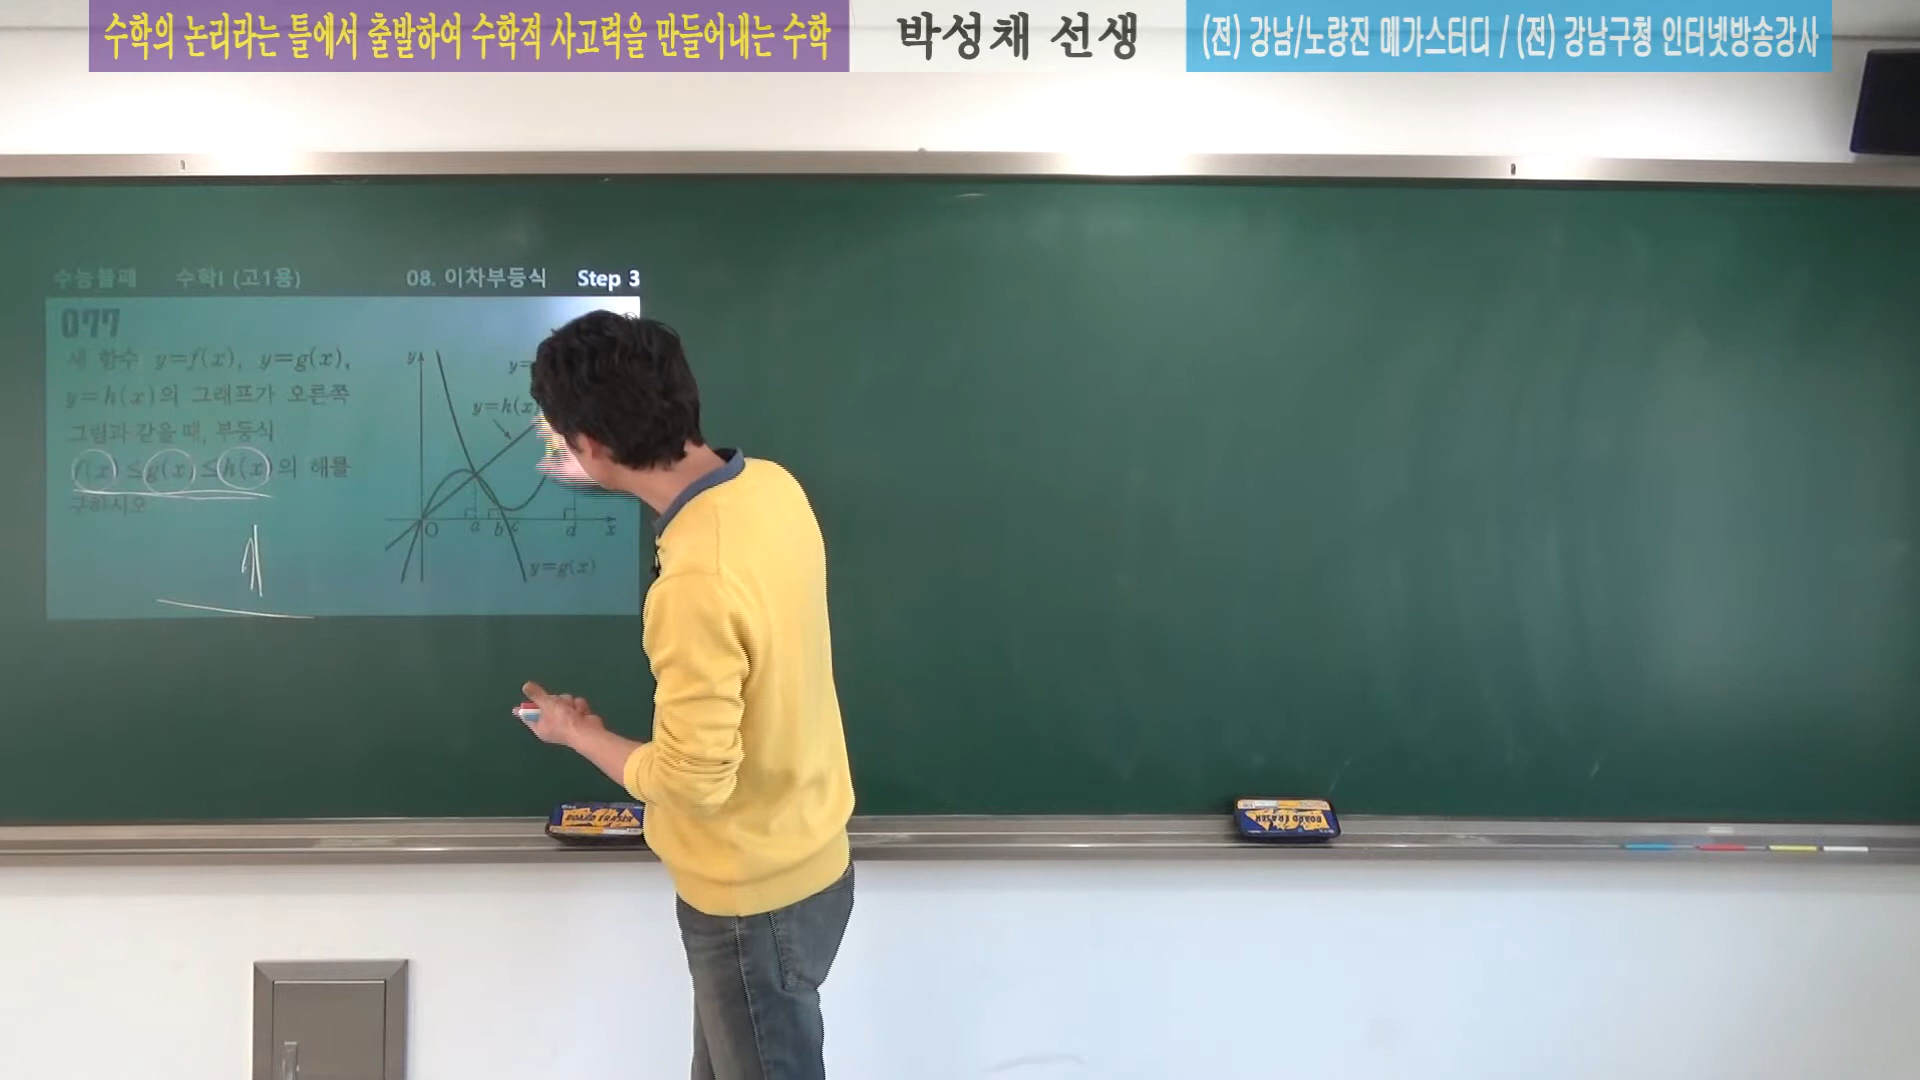 수학의 논리라는 틀에서 출발하여 수학적 사고력을 만들어내는 수학
박성채 선생
(전) 강남/노량진 메가스터디 / (전) 강남구청 인터넷방송강사
수능불패 수학I (고1용) 08. 이차부등식 Step 3
077
세 함수 y=f(x), y=g(x),
y=h(x)의 그래프가 오른쪽
그림과 같을 때, 부등식
f(x)≤g(x)≤h(x)의 해를
구하시오
y
y=
y=h(x)
O a b c d x
y=g(x)
BOARD ERASER
BOARD ERASER